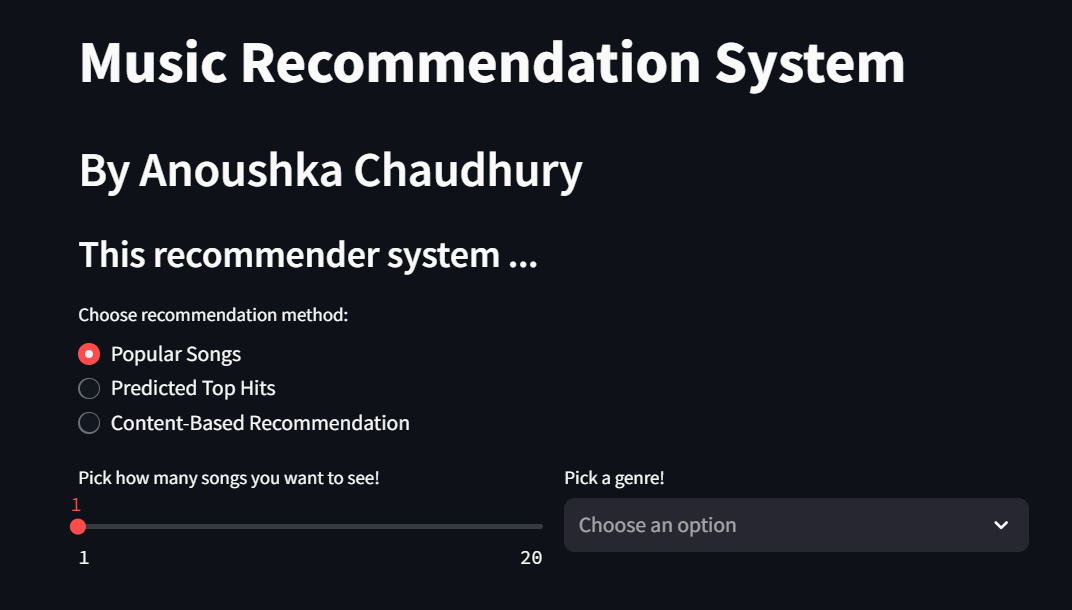 Music Recommendation System
By Anoushka Chaudhury
This recommender system ...
Choose recommendation method:
Popular Songs
Predicted Top Hits
Content-Based Recommendation
Pick how many songs you want to see!
1
1 20
Pick a genre!
Choose an option